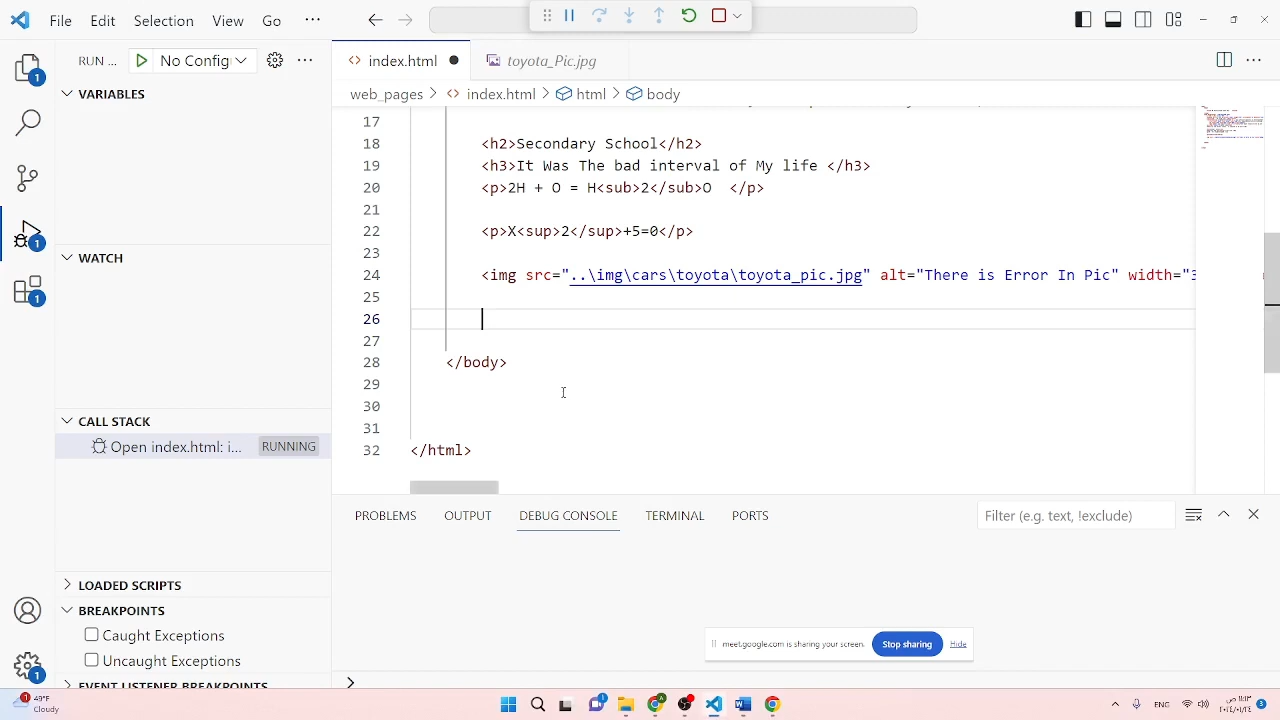 File Edit Selection View Go ···
RUN ... No Config
index.html
toyota_Pic.jpg
VARIABLES
web_pages > index.html > html > body
17
18 <h2>Secondary School</h2>
19 <h3>It Was The bad interval of My life </h3>
20 <p>2H + O = H<sub>2</sub>O  </p>
21
22 <p>X<sup>2</sup>+5=0</p>
23
24 <img src="..\img\cars\toyota\toyota_pic.jpg" alt="There is Error In Pic" width="3
25
26
27
28 </body>
29
30
31
32 </html>
WATCH
CALL STACK
Open index.html: i... RUNNING
LOADED SCRIPTS
BREAKPOINTS
Caught Exceptions
Uncaught Exceptions
EVENT LISTENER BREAKPOINTS
PROBLEMS OUTPUT DEBUG CONSOLE TERMINAL PORTS
Filter (e.g. text, !exclude)
meet.google.com is sharing your screen. Stop sharing Hide
49°F
Cloudy
ENG